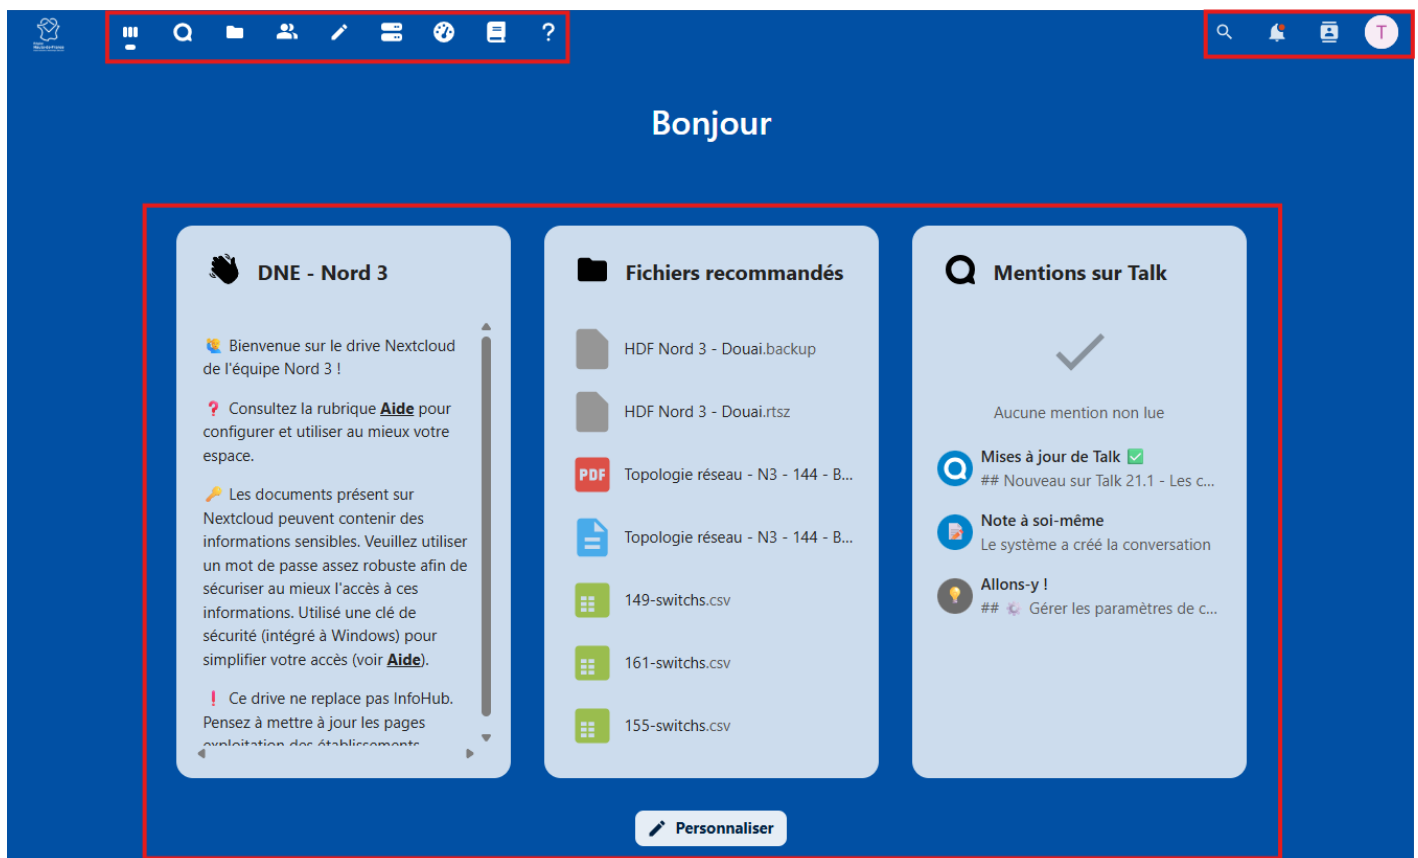 T
Bonjour
DNE - Nord 3
Bienvenue sur le drive Nextcloud
de l'équipe Nord 3 !
❓ Consultez la rubrique Aide pour
configurer et utiliser au mieux votre
espace.
🔑 Les documents présent sur
Nextcloud peuvent contenir des
informations sensibles. Veuillez utiliser
un mot de passe assez robuste afin de
sécuriser au mieux l'accès à ces
informations. Utilisé une clé de
sécurité (intégré à Windows) pour
simplifier votre accès (voir Aide).
❗ Ce drive ne replace pas InfoHub.
Pensez à mettre à jour les pages
exploitation des établissements
Fichiers recommandés
HDF Nord 3 - Douai.backup
HDF Nord 3 - Douai.rtsz
PDF Topologie réseau - N3 - 144 - B...
Topologie réseau - N3 - 144 - B...
149-switchs.csv
161-switchs.csv
155-switchs.csv
Mentions sur Talk
Aucune mention non lue
Mises à jour de Talk ✅
## Nouveau sur Talk 21.1 - Les c...
Note à soi-même
Le système a créé la conversation
Allons-y !
## Gérer les paramètres de c...
Personnaliser